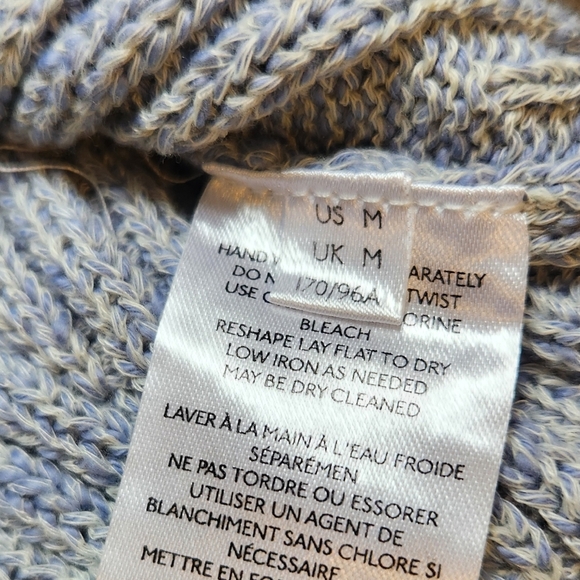 US M
UK M
170/96A
HAND
ARATELY
DO N
TWIST
USE
ORINE
BLEACH
RESHAPE LAY FLAT TO DRY
LOW IRON AS NEEDED
MAY BE DRY CLEANED
LAVER À LA MAIN À L'EAU FROIDE
SÉPARÉMEN
NE PAS TORDRE OU ESSORER
UTILISER UN AGENT DE
BLANCHIMENT SANS CHLORE SI
NÉCESSAIRE
METTRE EN